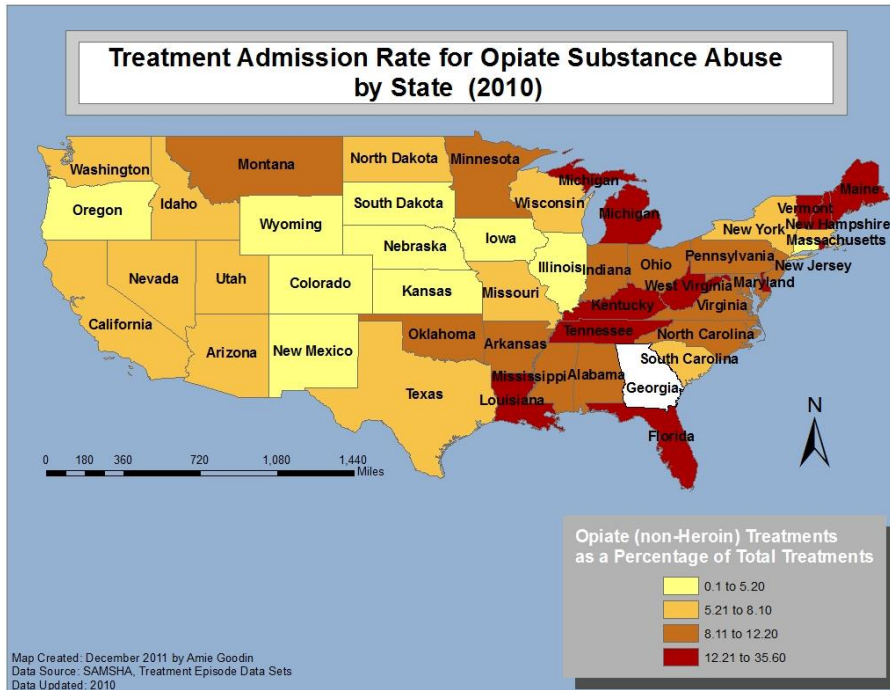 Treatment Admission Rate for Opiate Substance Abuse
by State (2010)
Washington
Montana
North Dakota
Minnesota
Michigan
Maine
Oregon
Idaho
Wyoming
South Dakota
Wisconsin
Michigan
Vermont
New Hampshire
New York
Massachusetts
Nebraska
Iowa
Nevada
Utah
Colorado
Kansas
Illinois
Indiana
Ohio
Pennsylvania
New Jersey
Missouri
West Virginia
Maryland
Kentucky
Virginia
California
Arizona
New Mexico
Oklahoma
Arkansas
Tennessee
North Carolina
South Carolina
Texas
Mississippi
Alabama
Georgia
Louisiana
Florida
N
0 180 360 720 1,080 1,440
Miles
Opiate (non-Heroin) Treatments
as a Percentage of Total Treatments
0.1 to 5.20
5.21 to 8.10
8.11 to 12.20
12.21 to 35.60
Map Created: December 2011 by Amie Goodin
Data Source: SAMSHA, Treatment Episode Data Sets
Data Updated: 2010